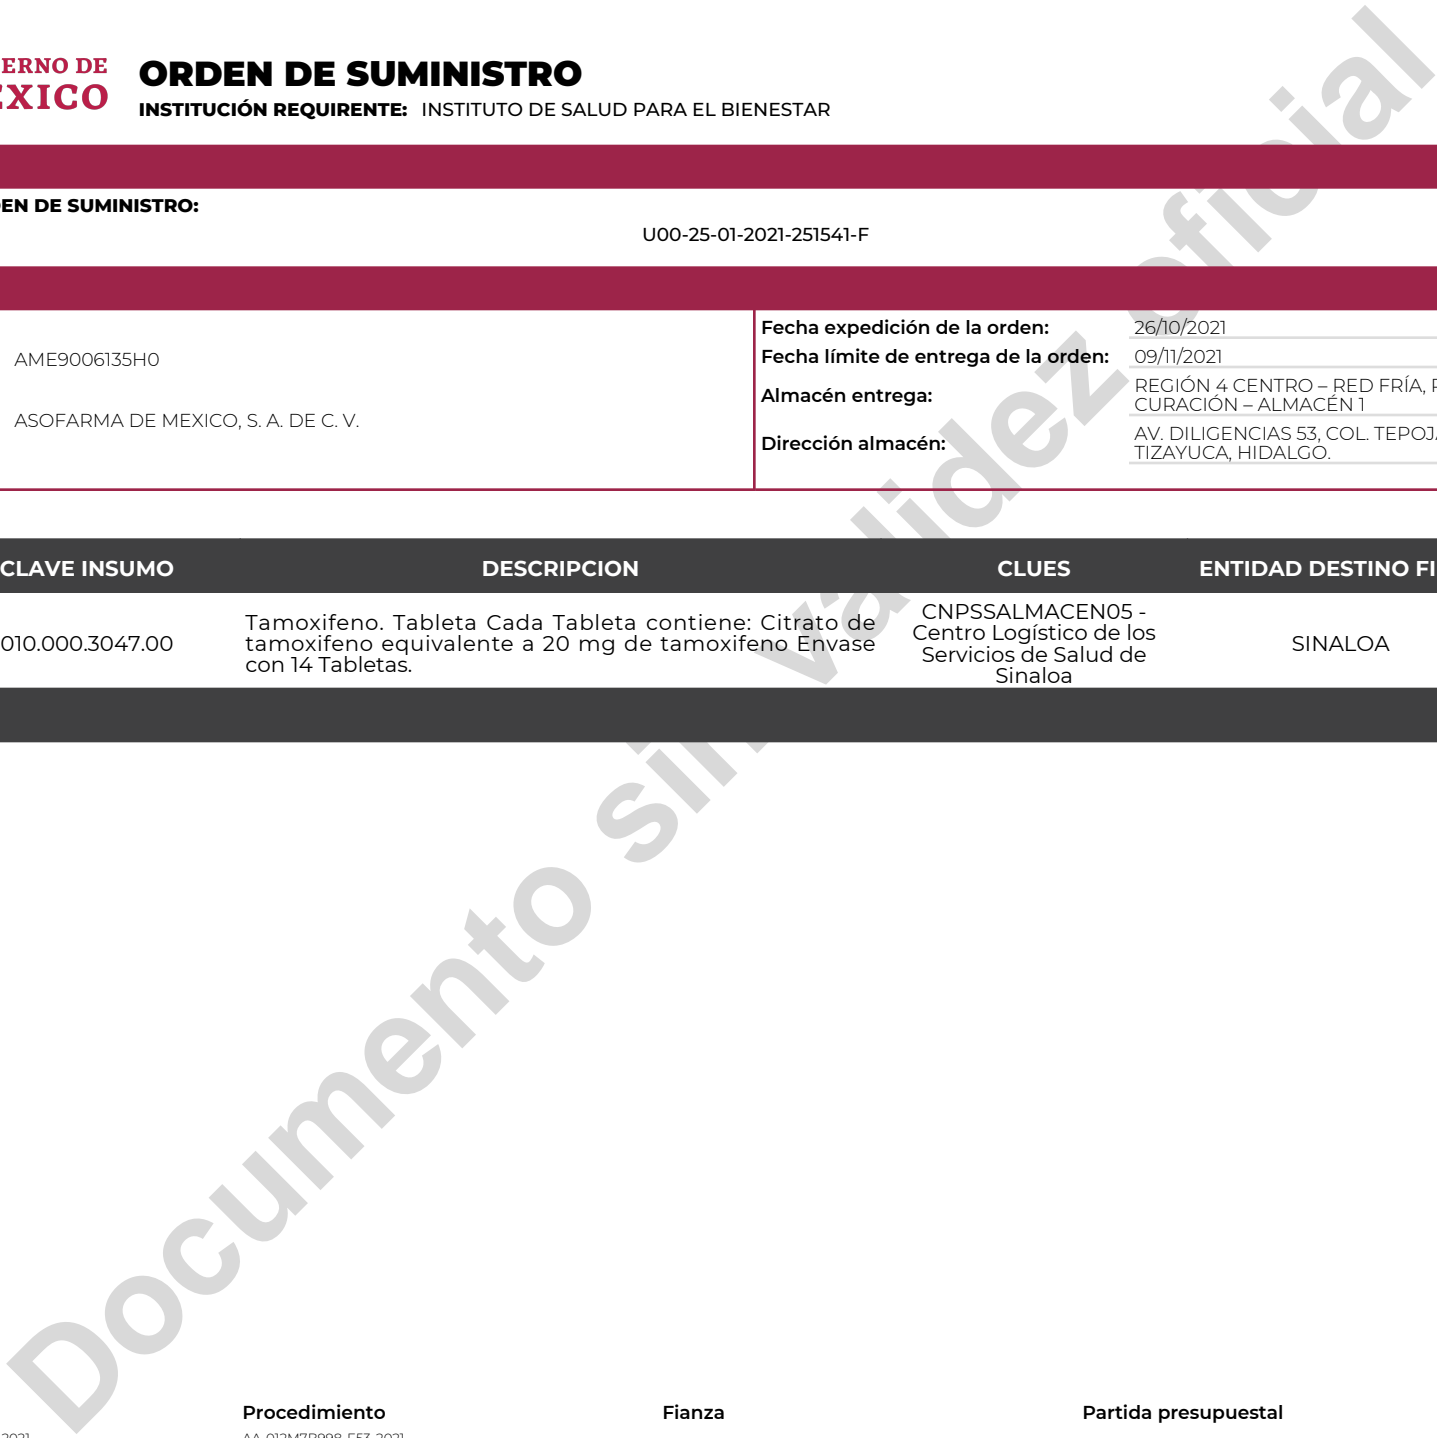 ERNO DE
ÉXICO
ORDEN DE SUMINISTRO
INSTITUCIÓN REQUIRENTE: INSTITUTO DE SALUD PARA EL BIENESTAR
EN DE SUMINISTRO:
U00-25-01-2021-251541-F
AME9006135H0
ASOFARMA DE MEXICO, S. A. DE C. V.
Fecha expedición de la orden: 26/10/2021
Fecha límite de entrega de la orden: 09/11/2021
Almacén entrega: REGIÓN 4 CENTRO – RED FRÍA,
CURACIÓN – ALMACÉN 1
Dirección almacén: AV. DILIGENCIAS 53, COL. TEPOJA
TIZAYUCA, HIDALGO.
CLAVE INSUMO DESCRIPCION CLUES ENTIDAD DESTINO FI
010.000.3047.00
Tamoxifeno. Tableta Cada Tableta contiene: Citrato de
tamoxifeno equivalente a 20 mg de tamoxifeno Envase
con 14 Tabletas.
CNPSSALMACEN05 -
Centro Logístico de los
Servicios de Salud de
Sinaloa
SINALOA
Documento sin validez oficial
Procedimiento Fianza Partida presupuestal